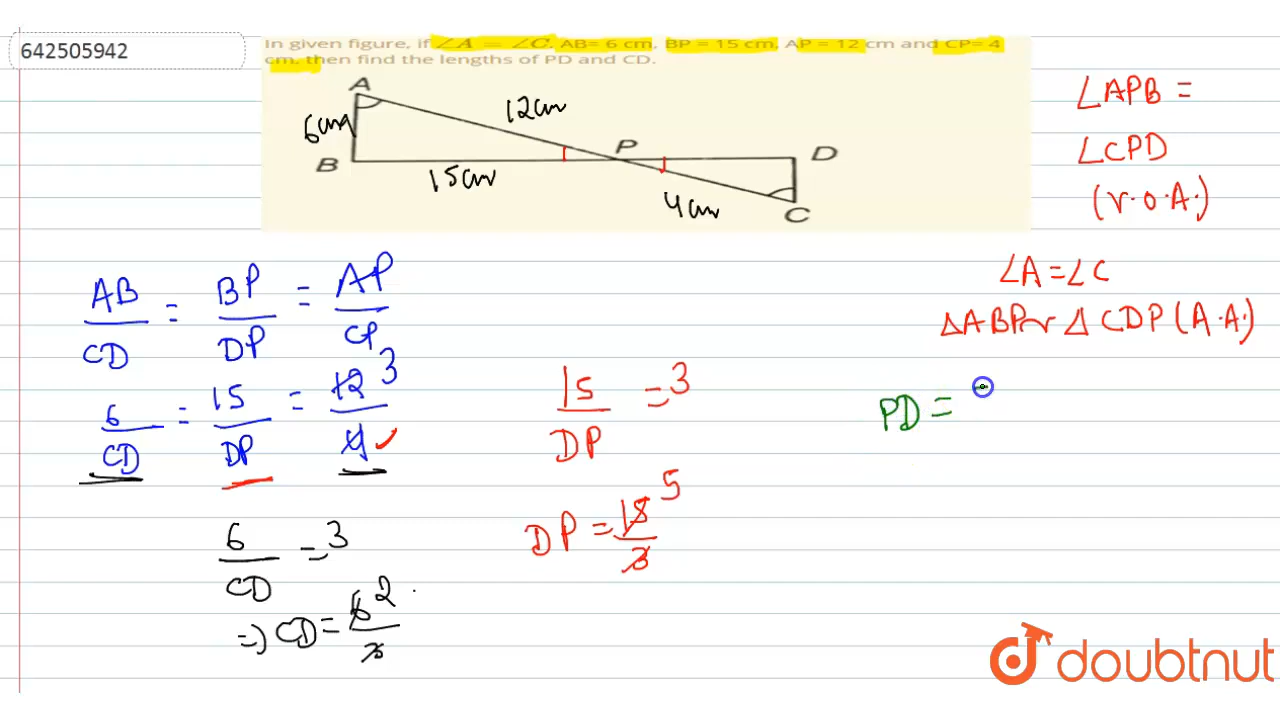 642505942
In given figure, if ∠A = ∠C, AB= 6 cm, BP = 15 cm, AP = 12 cm and CP= 4
cm, then find the lengths of PD and CD.
A
12cm
6cm
P
D
B
15cm
4cm
C
∠APB =
∠CPD
(V.O.A.)
∠A = ∠C
ΔABP ~ Δ CDP (A.A.)
AB/CD = BP/DP = AP/CP
6/CD = 15/DP = 12/4 3
15/DP = 3
PD =
DP = 15/3 5
6/CD = 3
=> CD = 6/3 2
doubtnut